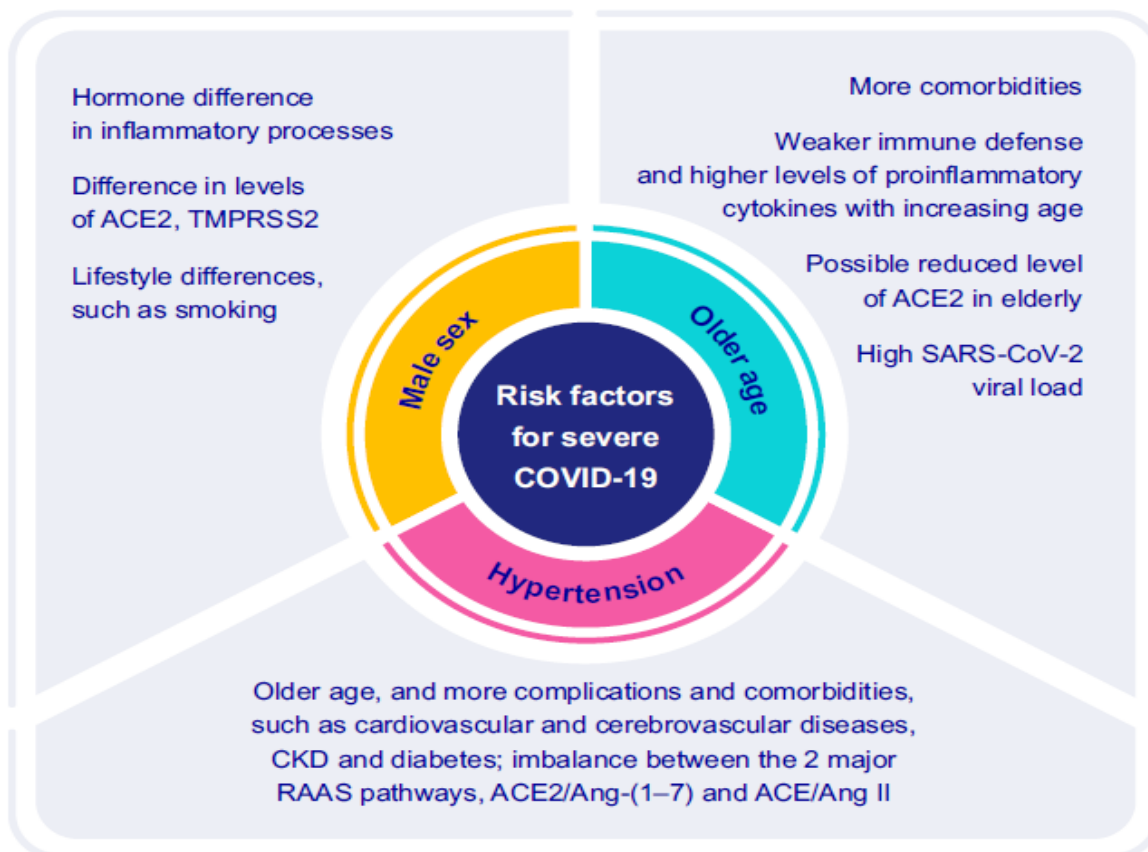 Hormone difference
in inflammatory processes
Difference in levels
of ACE2, TMPRSS2
Lifestyle differences,
such as smoking
More comorbidities
Weaker immune defense
and higher levels of proinflammatory
cytokines with increasing age
Possible reduced level
of ACE2 in elderly
High SARS-CoV-2
viral load
Male sex
Older age
Risk factors
for severe
COVID-19
Hypertension
Older age, and more complications and comorbidities,
such as cardiovascular and cerebrovascular diseases,
CKD and diabetes; imbalance between the 2 major
RAAS pathways, ACE2/Ang-(1–7) and ACE/Ang II